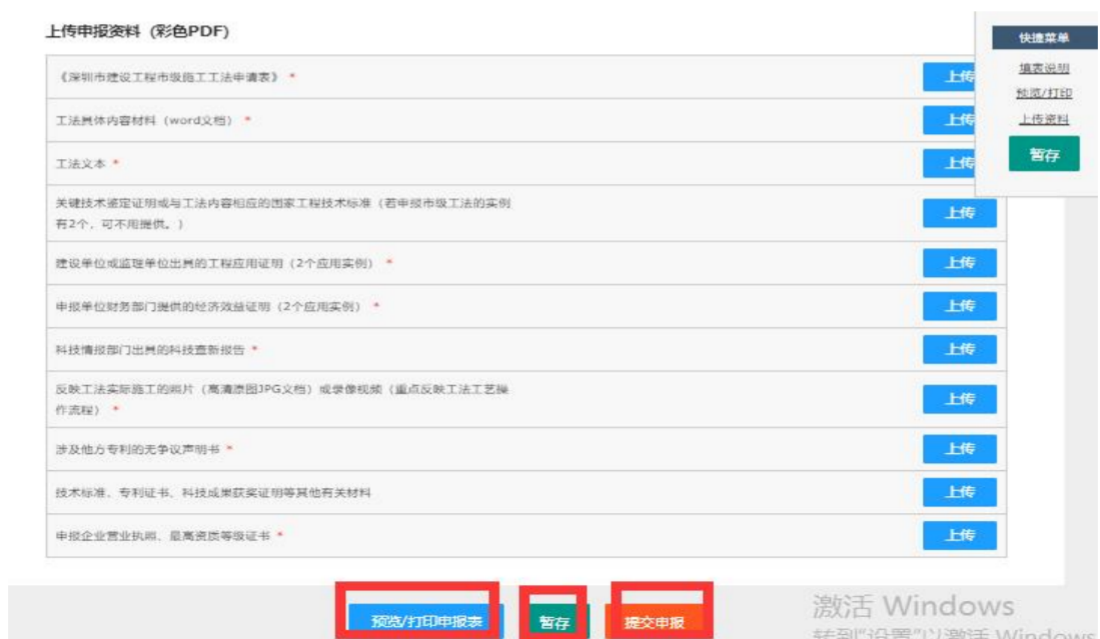 上传申报资料（彩色PDF）
快捷菜单
填表说明
预览/打印
上传资料
暂存
《深圳市建设工程市级施工工法申请表》 *
上传
工法具体内容材料（word文档） *
上传
工法文本 *
上传
关键技术鉴定证明或与工法内容相应的国家工程技术标准（若申报市级工法的实例
有2个，可不用提供。）
上传
建设单位或监理单位出具的工程应用证明（2个应用实例） *
上传
申报单位财务部门提供的经济效益证明（2个应用实例） *
上传
科技情报部门出具的科技查新报告 *
上传
反映工法实际施工的照片（高清原图JPG文档）或录像视频（重点反映工法工艺操
作流程） *
上传
涉及他方专利的无争议声明书 *
上传
技术标准、专利证书、科技成果获奖证明等其他有关材料
上传
申报企业营业执照、最高资质等级证书 *
上传
预览/打印申报表
暂存
提交申报
激活 Windows
转到"设置"以激活 Windows